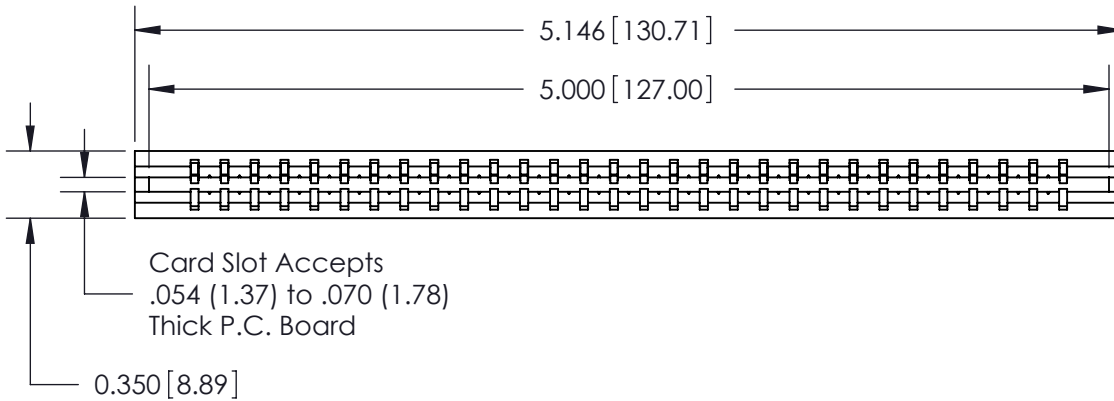 5.146 [130.71]
5.000 [127.00]
Card Slot Accepts
.054 (1.37) to .070 (1.78)
Thick P.C. Board
0.350 [8.89]